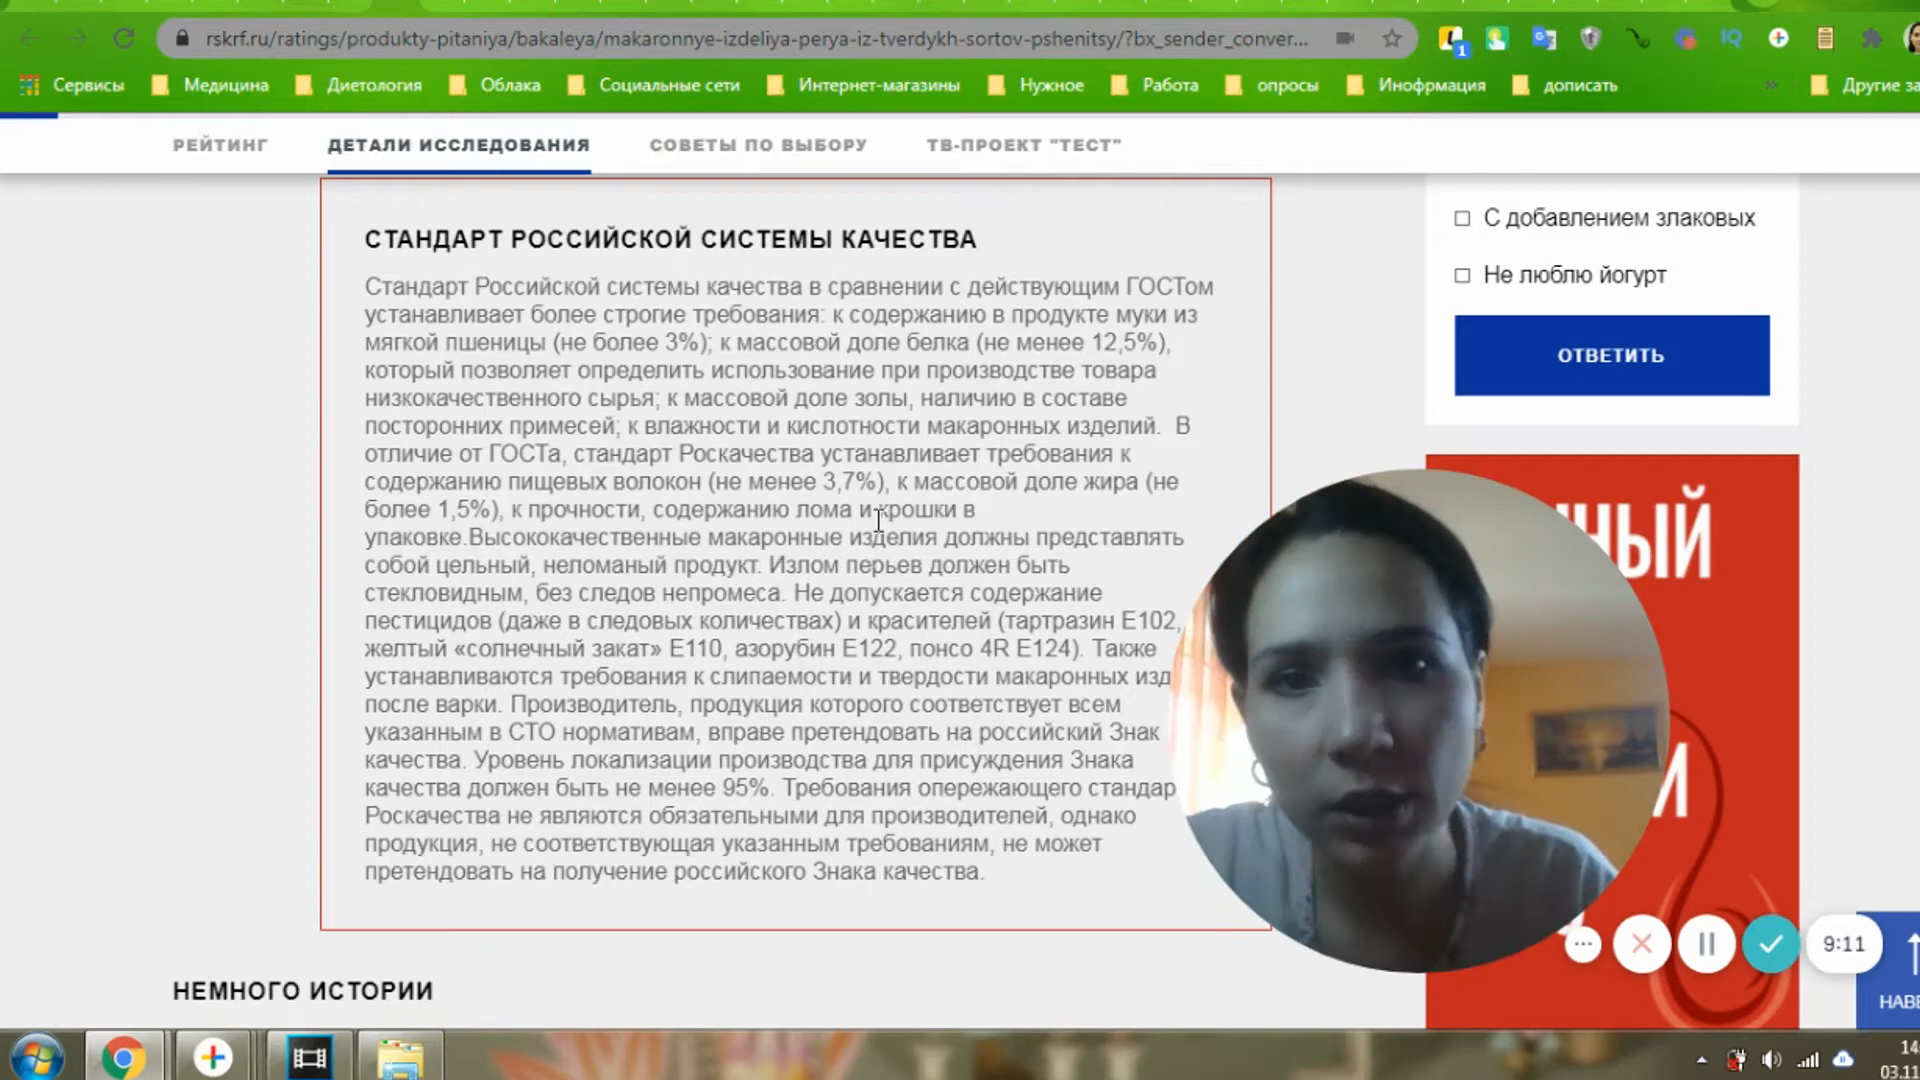 rskrf.ru/ratings/produkty-pitaniya/bakaleya/makaronnye-izdeliya-perya-iz-tverdykh-sortov-pshenitsy/?bx_sender_conver...
Сервисы Медицина Диетология Облака Социальные сети Интернет-магазины Нужное Работа опросы Инофрмация дописать » Другие за
РЕЙТИНГ ДЕТАЛИ ИССЛЕДОВАНИЯ СОВЕТЫ ПО ВЫБОРУ ТВ-ПРОЕКТ "ТЕСТ"
СТАНДАРТ РОССИЙСКОЙ СИСТЕМЫ КАЧЕСТВА
Стандарт Российской системы качества в сравнении с действующим ГОСТом
устанавливает более строгие требования: к содержанию в продукте муки из
мягкой пшеницы (не более 3%); к массовой доле белка (не менее 12,5%),
который позволяет определить использование при производстве товара
низкокачественного сырья; к массовой доле золы, наличию в составе
посторонних примесей; к влажности и кислотности макаронных изделий. В
отличие от ГОСТа, стандарт Роскачества устанавливает требования к
содержанию пищевых волокон (не менее 3,7%), к массовой доле жира (не
более 1,5%), к прочности, содержанию лома и крошки в
упаковке.Высококачественные макаронные изделия должны представлять
собой цельный, неломаный продукт. Излом перьев должен быть
стекловидным, без следов непромеса. Не допускается содержание
пестицидов (даже в следовых количествах) и красителей (тартразин Е102,
желтый «солнечный закат» Е110, азорубин Е122, понсо 4R Е124). Также
устанавливаются требования к слипаемости и твердости макаронных изд
после варки. Производитель, продукция которого соответствует всем
указанным в СТО нормативам, вправе претендовать на российский Знак
качества. Уровень локализации производства для присуждения Знака
качества должен быть не менее 95%. Требования опережающего стандар
Роскачества не являются обязательными для производителей, однако
продукция, не соответствующая указанным требованиям, не может
претендовать на получение российского Знака качества.
НЕМНОГО ИСТОРИИ
С добавлением злаковых
Не люблю йогурт
ОТВЕТИТЬ
НЫЙ
И
9:11
НАВЕ
1
IQ
14:
03.11